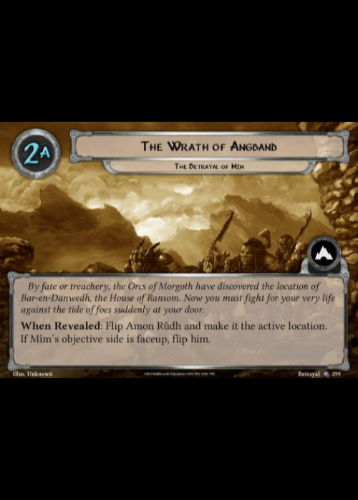 2A
The Wrath of Angband
The Betrayal of Mîm
By fate or treachery, the Orcs of Morgoth have discovered the location of
Bar-en-Danwedh, the House of Ransom. Now you must fight for your very life
against the tide of foes suddenly at your door.
When Revealed: Flip Amon Rûdh and make it the active location.
If Mîm's objective side is faceup, flip him.
Illus. Unknown
Betrayal 299